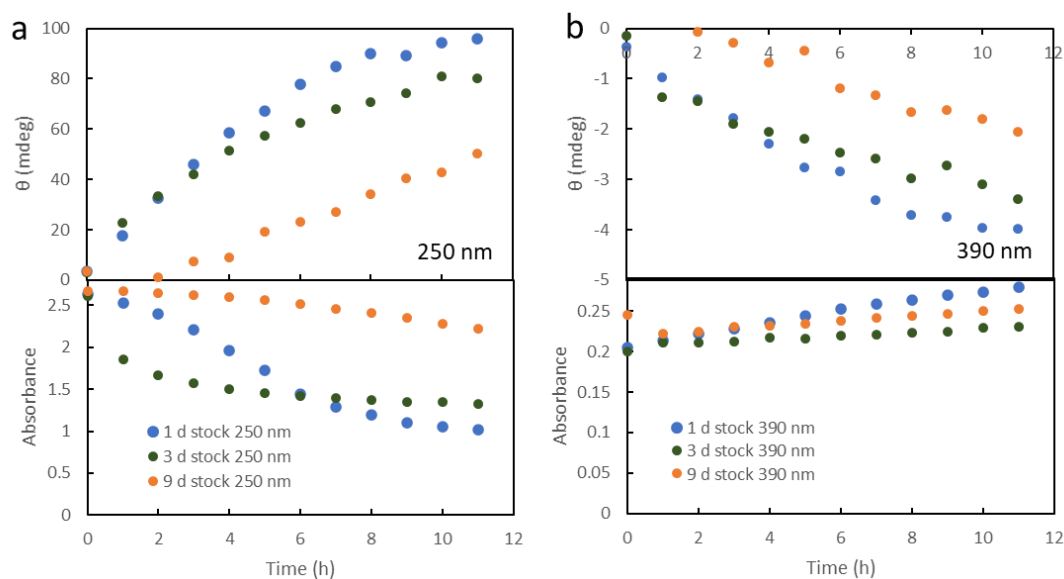 a
θ (mdeg)
100
80
60
40
20
0
250 nm
Absorbance
2.5
2
1.5
1
0.5
0
1 d stock 250 nm
3 d stock 250 nm
9 d stock 250 nm
0 2 4 6 8 10 12
Time (h)
b
θ (mdeg)
0
-1
-2
-3
-4
-5
0 2 4 6 8 10 12
390 nm
Absorbance
0.25
0.2
0.15
0.1
0.05
0
1 d stock 390 nm
3 d stock 390 nm
9 d stock 390 nm
0 2 4 6 8 10 12
Time (h)